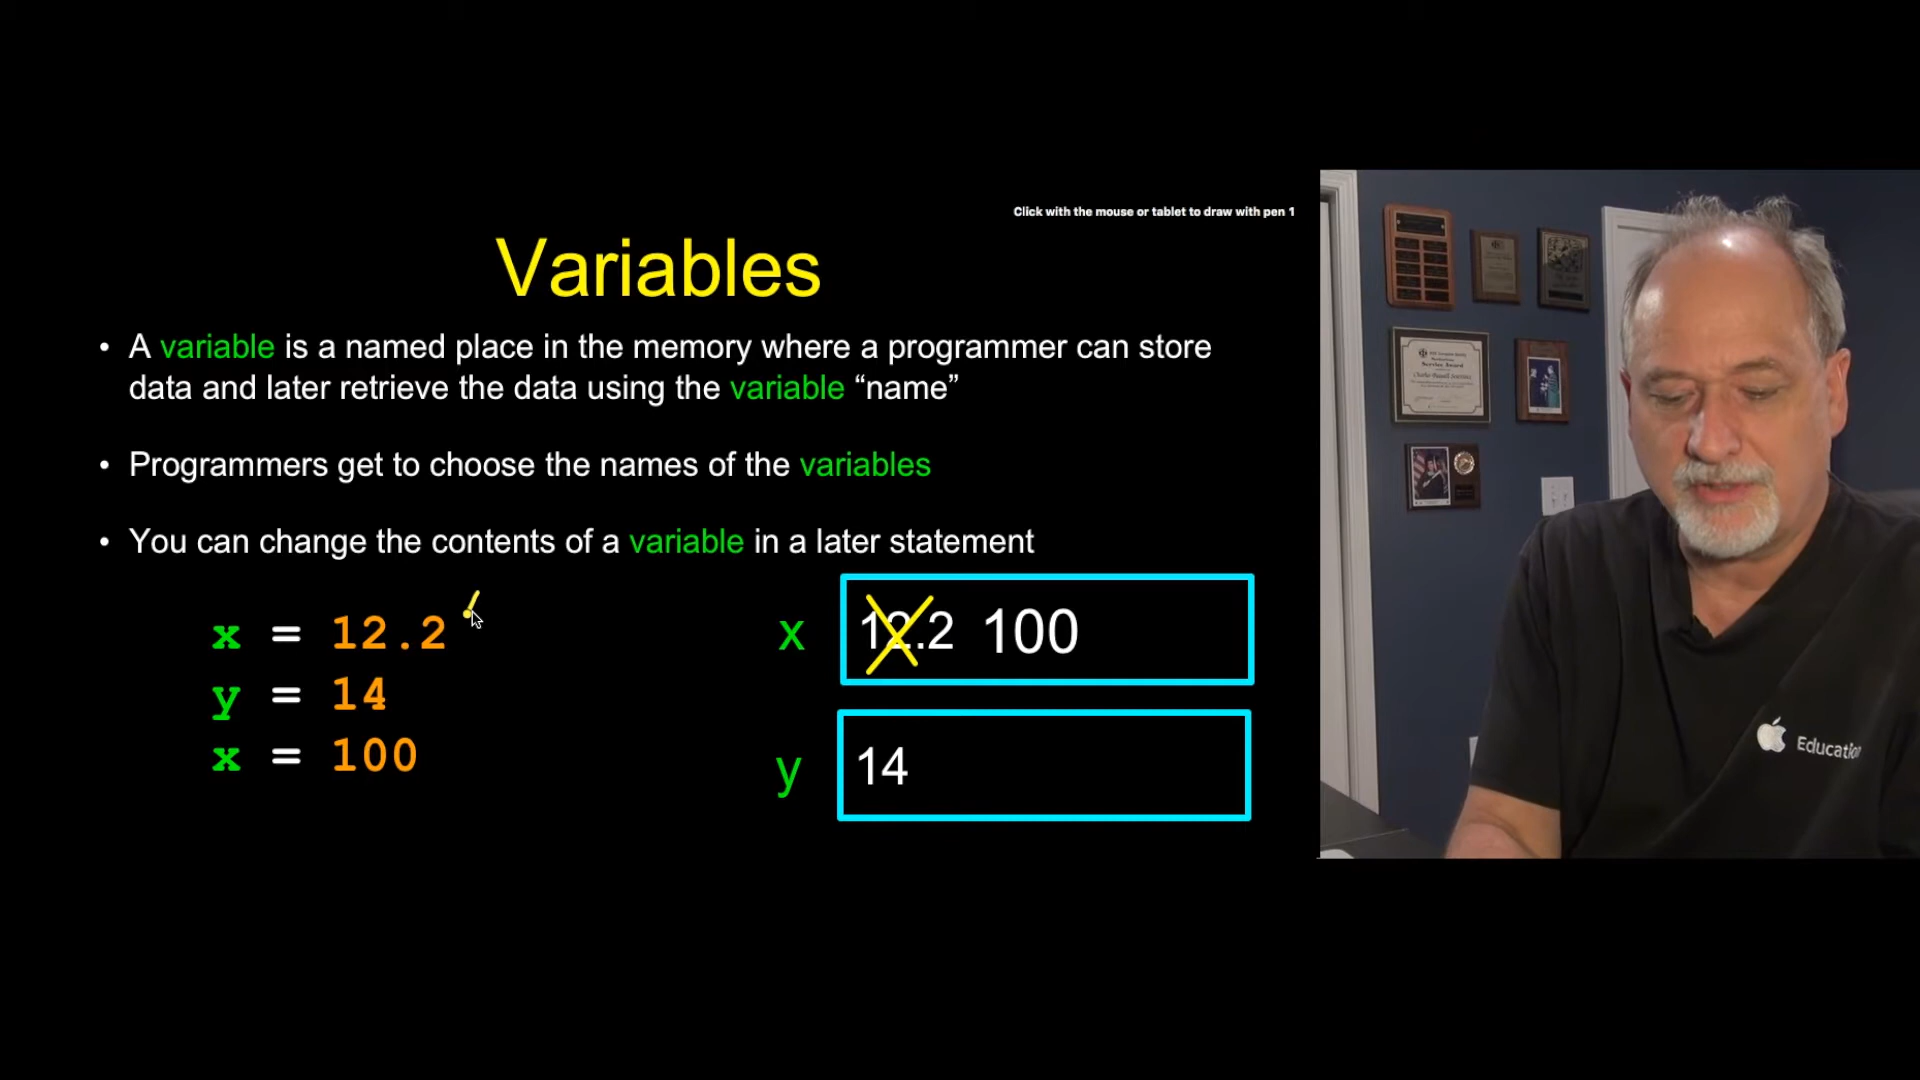 Click with the mouse or tablet to draw with pen 1
Variables
• A variable is a named place in the memory where a programmer can store
data and later retrieve the data using the variable “name”
• Programmers get to choose the names of the variables
• You can change the contents of a variable in a later statement
x = 12.2
y = 14
x = 100
x 12.2 100
y 14
Service Award
Education